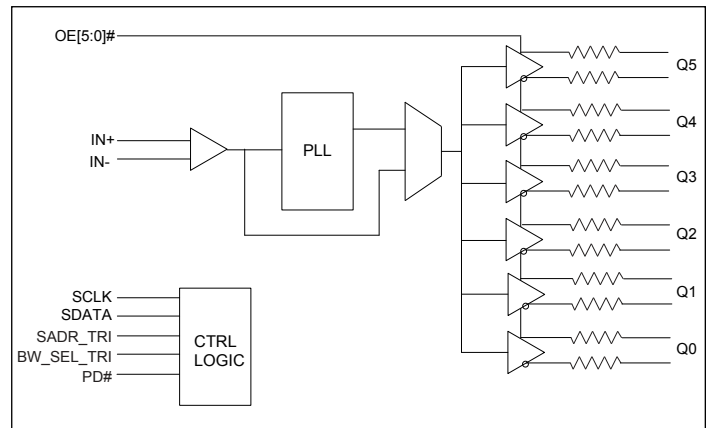 OE[5:0]#
Q5
Q4
IN+
IN-
PLL
Q3
Q2
SCLK
SDATA
SADR_TRI
BW_SEL_TRI
PD#
CTRL
LOGIC
Q1
Q0